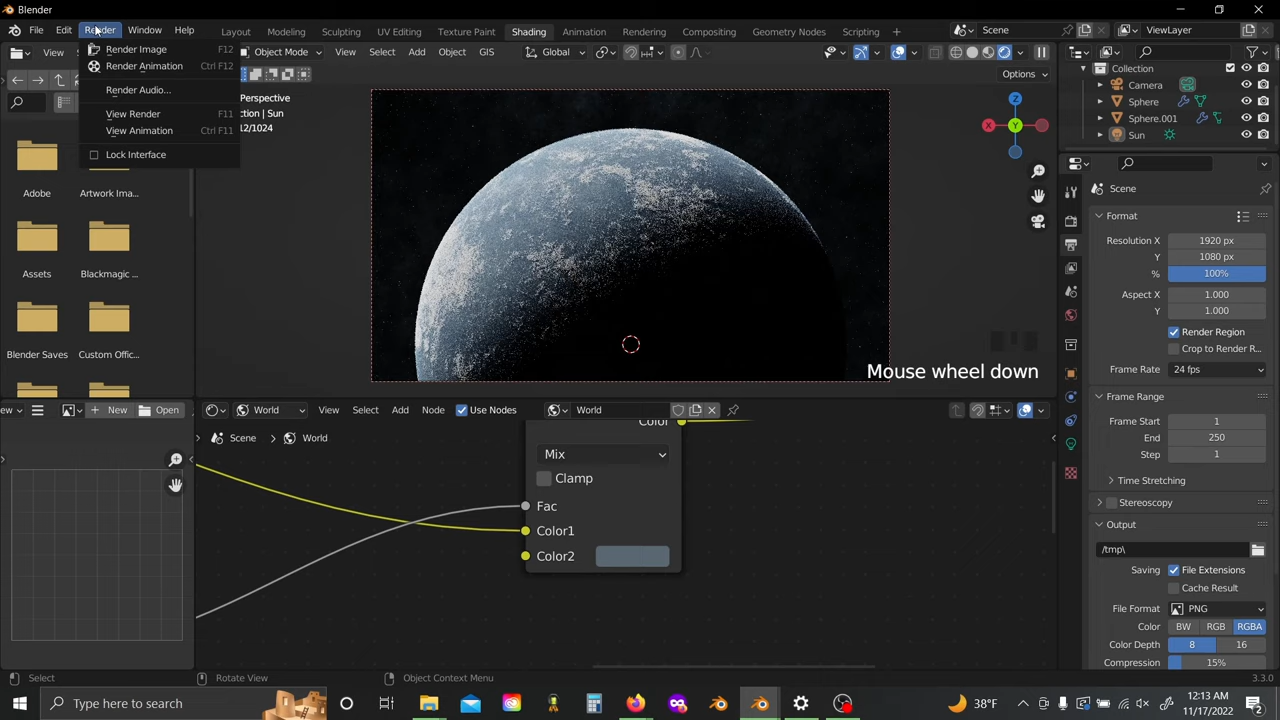 Blender
File Edit Render Window Help Layout Modeling Sculpting UV Editing Texture Paint Shading Animation Rendering Compositing Geometry Nodes Scripting Scene ViewLayer
View Object Mode View Select Add Object GIS Global
Render Image F12
Render Animation Ctrl F12
Render Audio...
View Render F11
View Animation Ctrl F11
Lock Interface
Options
Perspective
ction | Sun
12/1024
Collection
Camera
Sphere
Sphere.001
Sun
Adobe
Artwork Ima...
Assets
Blackmagic ...
Blender Saves
Custom Offic...
Z
Y
Mouse wheel down
Scene
Format
Resolution X 1920 px
Y 1080 px
% 100%
Aspect X 1.000
Y 1.000
Render Region
Crop to Render R...
Frame Rate 24 fps
Frame Range
Frame Start 1
End 250
Step 1
Time Stretching
Stereoscopy
Output
/tmp\
Saving File Extensions
Cache Result
File Format PNG
Color BW RGB RGBA
Color Depth 8 16
Compression 15%
ew New Open World View Select Add Node Use Nodes World
Scene World
Color
Mix
Clamp
Fac
Color1
Color2
Select Rotate View Object Context Menu 3.3.0
Type here to search
38°F
12:13 AM
11/17/2022
2